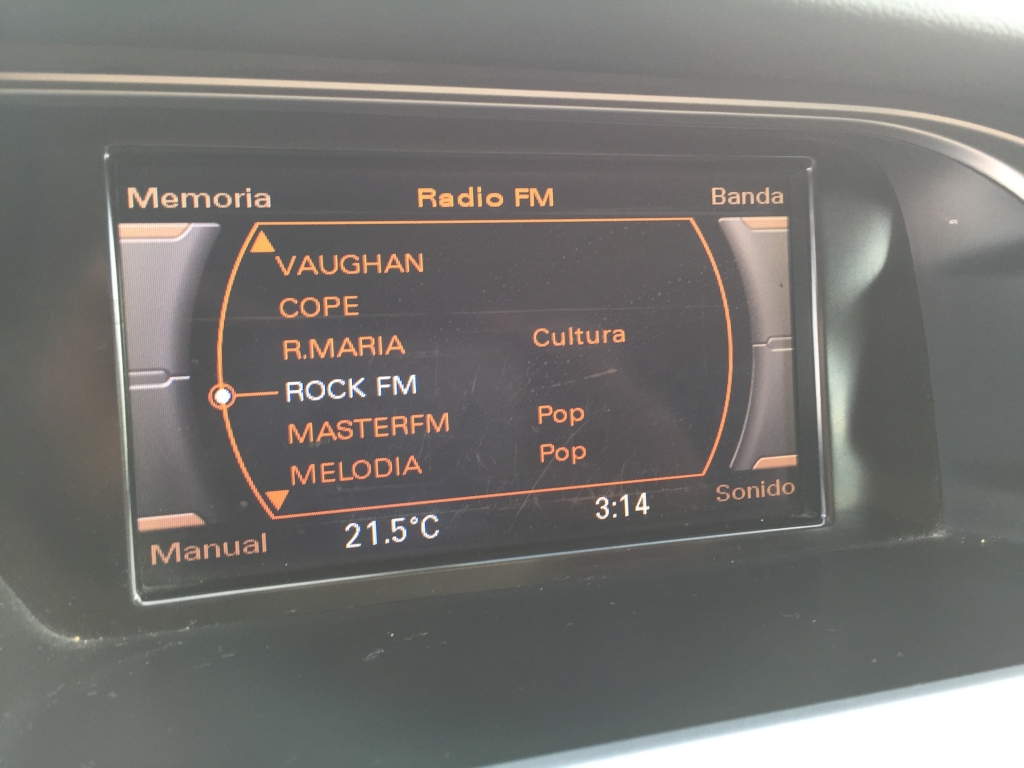 Memoria Radio FM Banda
VAUGHAN
COPE
R.MARIA Cultura
ROCK FM
MASTERFM Pop
MELODIA Pop
Manual 21.5°C 3:14 Sonido